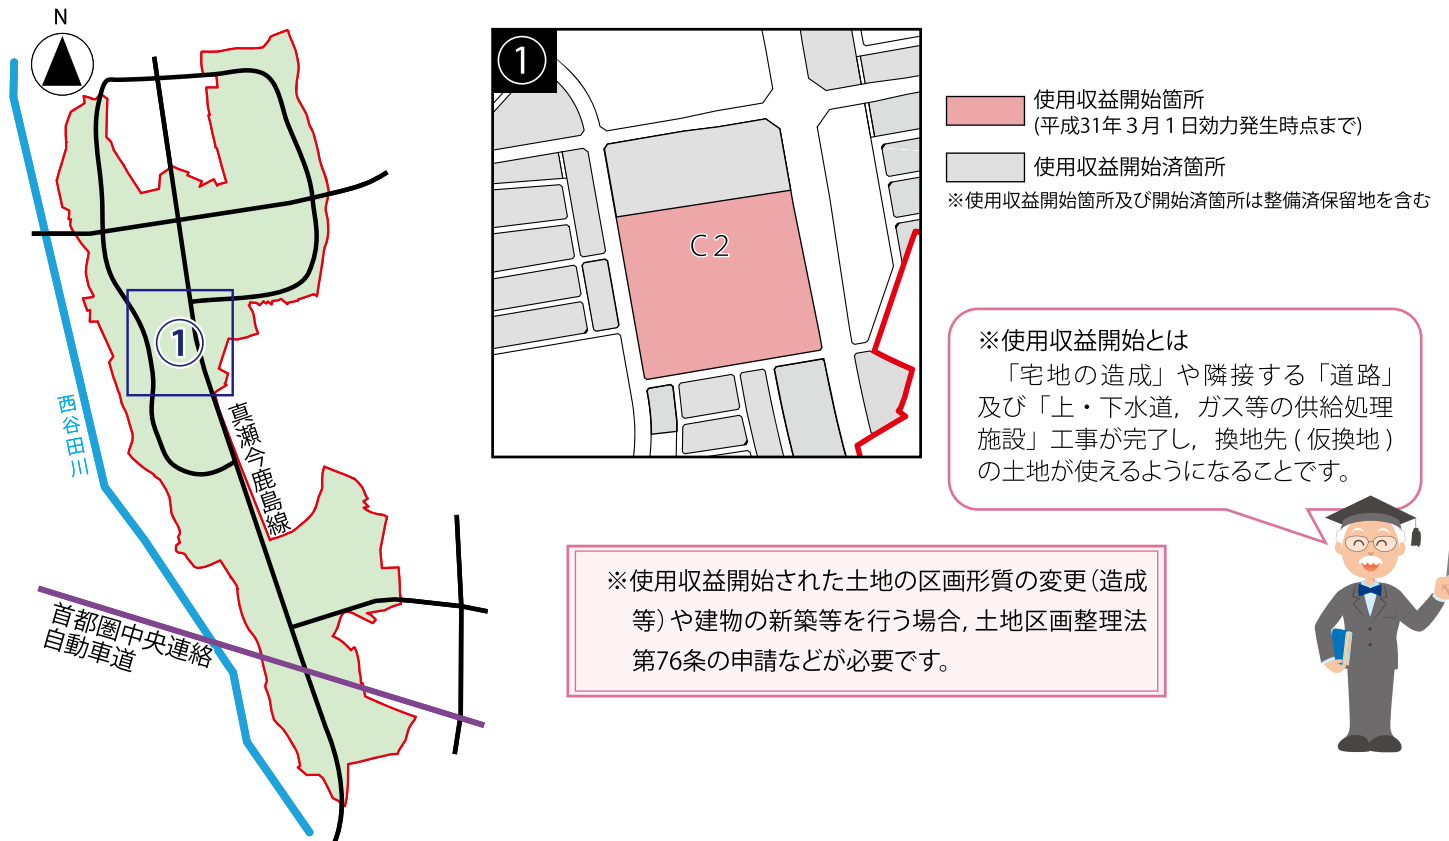 N
①
西谷田川
真瀬今鹿島線
首都圏中央連絡
自動車道
①
C2
使用収益開始箇所
(平成31年3月1日効力発生時点まで)
使用収益開始済箇所
※使用収益開始箇所及び開始済箇所は整備済保留地を含む
※使用収益開始とは
「宅地の造成」や隣接する「道路」
及び「上・下水道，ガス等の供給処理
施設」工事が完了し，換地先(仮換地)
の土地が使えるようになることです。
※使用収益開始された土地の区画形質の変更(造成
等)や建物の新築等を行う場合,土地区画整理法
第76条の申請などが必要です。